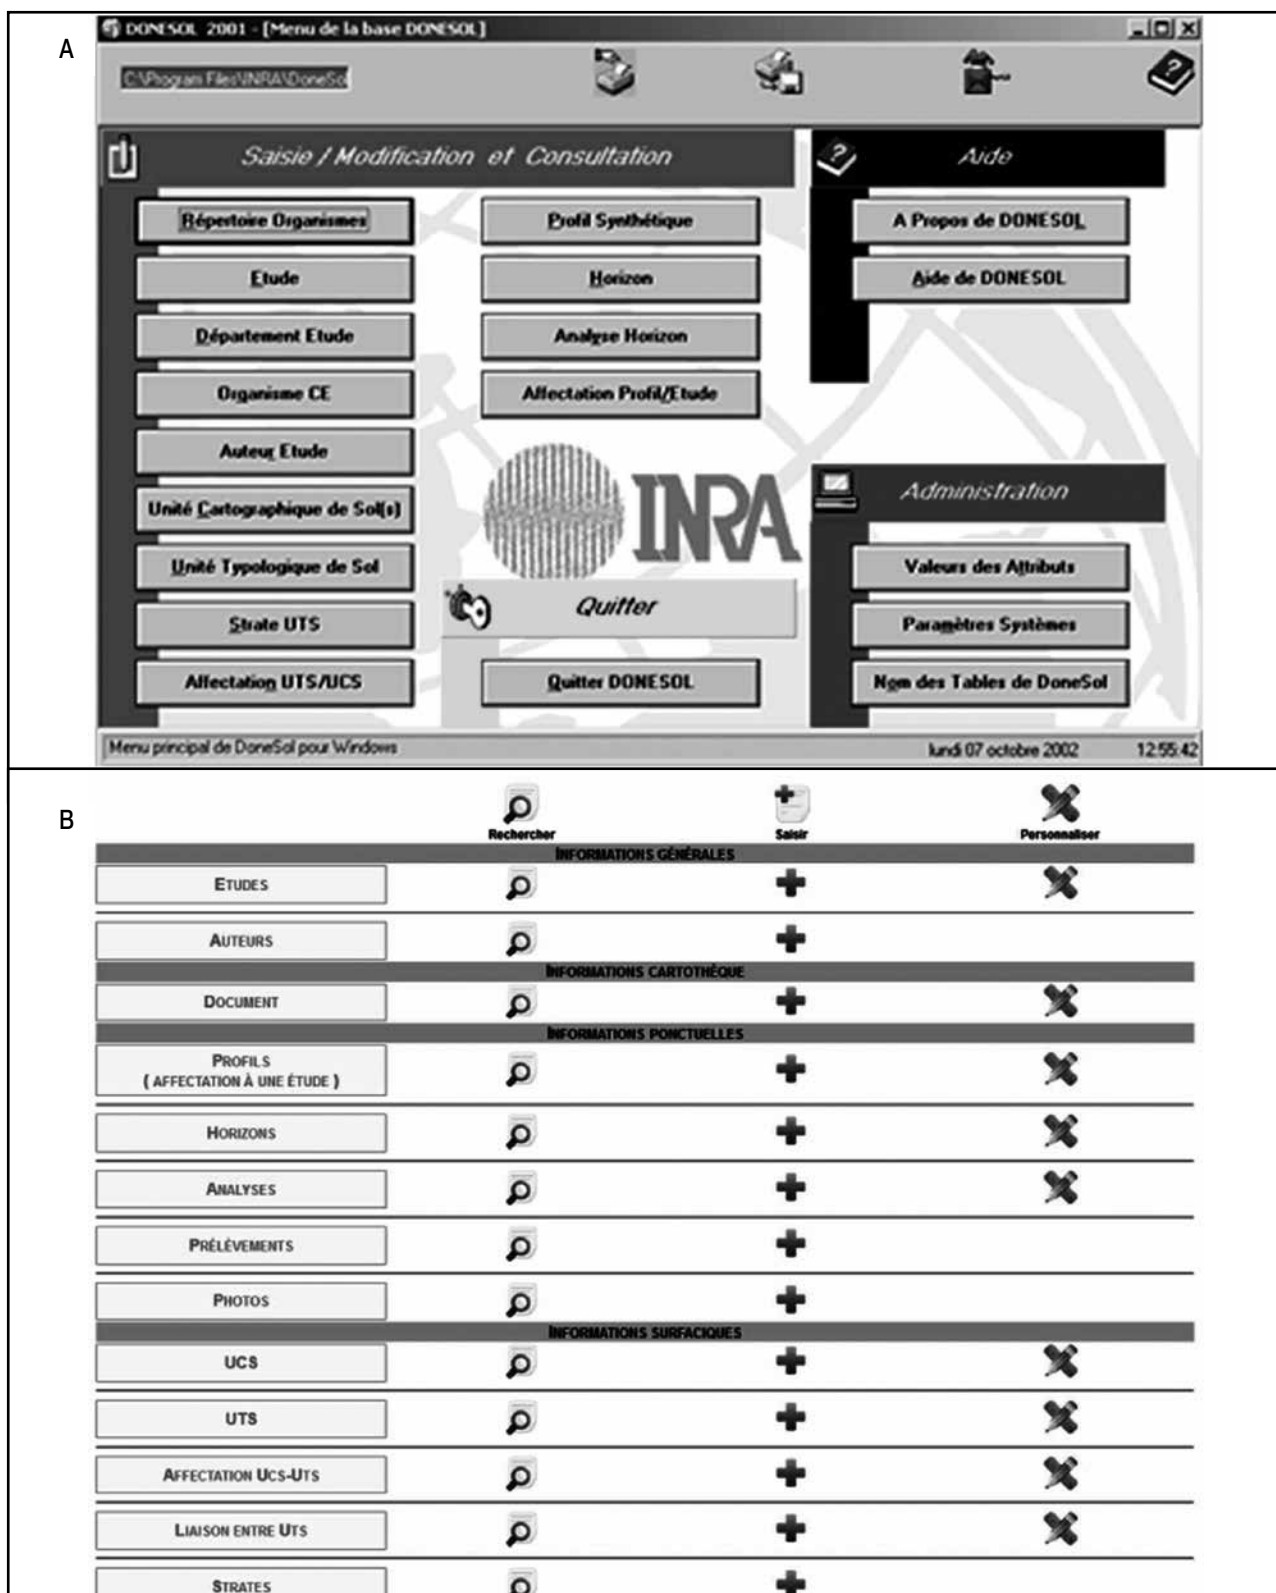 A
DONESOL 2001 - [Menu de la base DONESOL]
C:\Program Files\INRA\DoneSol
Saisie / Modification et Consultation
Aide
Répertoire Organismes
Profil Synthétique
A Propos de DONESOL
Etude
Horizon
Aide de DONESOL
Département Etude
Analyse Horizon
Organisme CE
Affectation Profil/Etude
Auteur Etude
Administration
Unité Cartographique de Sol(s)
INRA
Unité Typologique de Sol
Valeurs des Attributs
Quitter
Strate UTS
Paramètres Systèmes
Affectation UTS/UCS
Quitter DONESOL
Nom des Tables de DoneSol
Menu principal de DoneSol pour Windows
lundi 07 octobre 2002
12:55:42
B
Rechercher
Saisir
Personnaliser
INFORMATIONS GÉNÉRALES
ETUDES
AUTEURS
INFORMATIONS CARTOTHÈQUE
DOCUMENT
INFORMATIONS PONCTUELLES
PROFILS
( AFFECTATION À UNE ÉTUDE )
HORIZONS
ANALYSES
PRÉLÈVEMENTS
PHOTOS
INFORMATIONS SURFACIQUES
UCS
UTS
AFFECTATION UCS-UTS
LIAISON ENTRE UTS
STRATES